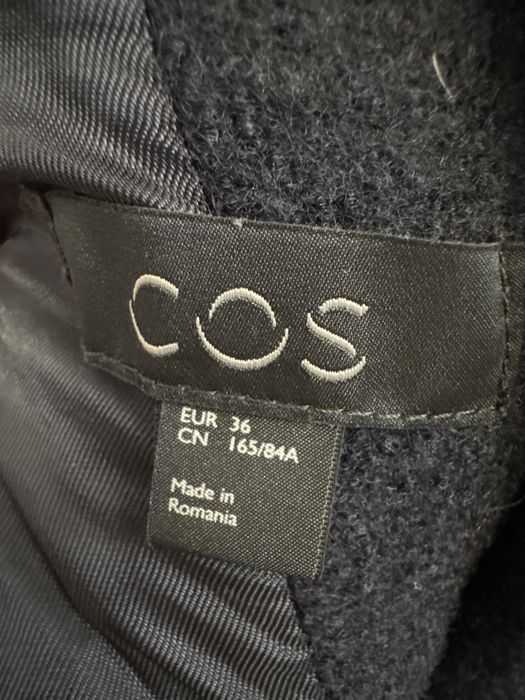 COS
EUR 36
CN 165/84A
Made in
Romania